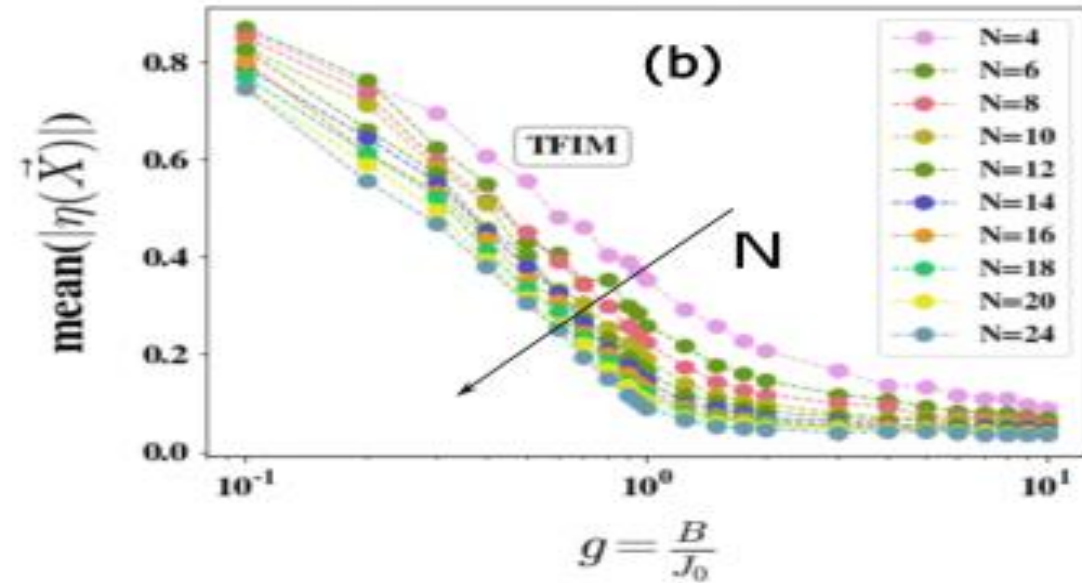 mean(|η(X⃗)|)
0.8
0.6
0.4
0.2
0.0
(b)
TFIM
N
N=4
N=6
N=8
N=10
N=12
N=14
N=16
N=18
N=20
N=24
10⁻¹
10⁰
10¹
g = B/J₀